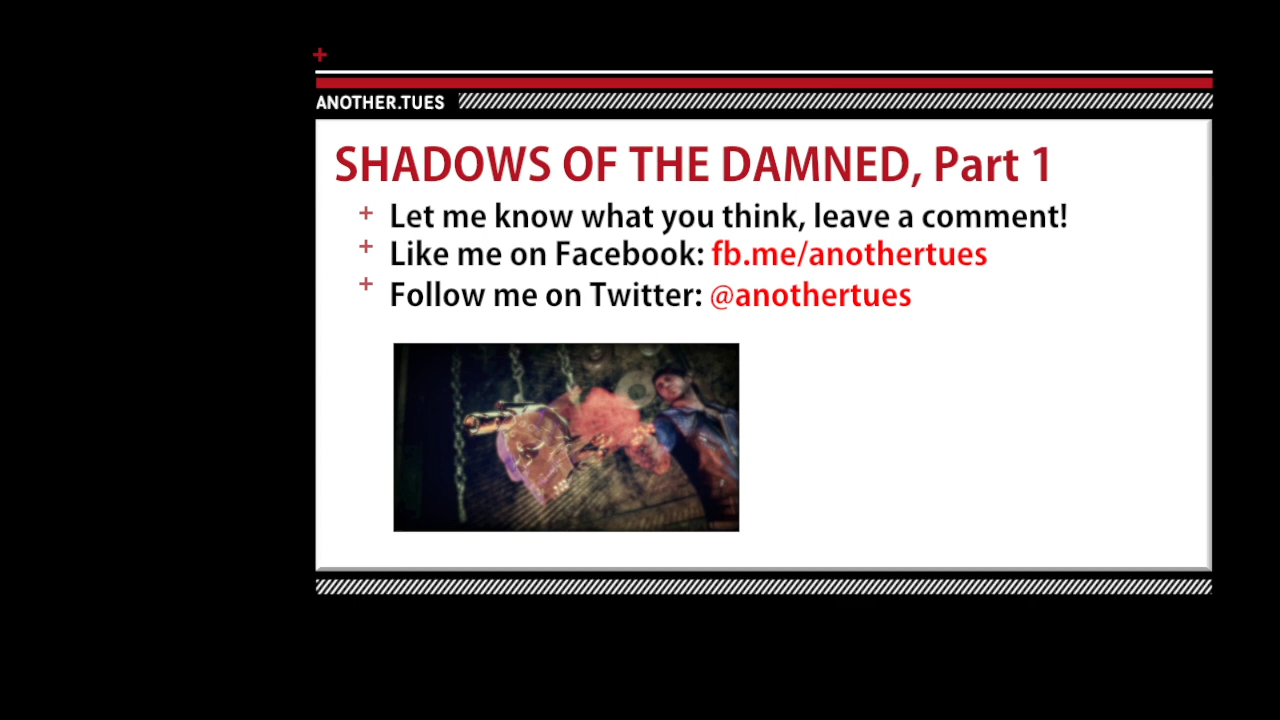 ANOTHER.TUES
SHADOWS OF THE DAMNED, Part 1
Let me know what you think, leave a comment!
Like me on Facebook: fb.me/anothertues
Follow me on Twitter: @anothertues